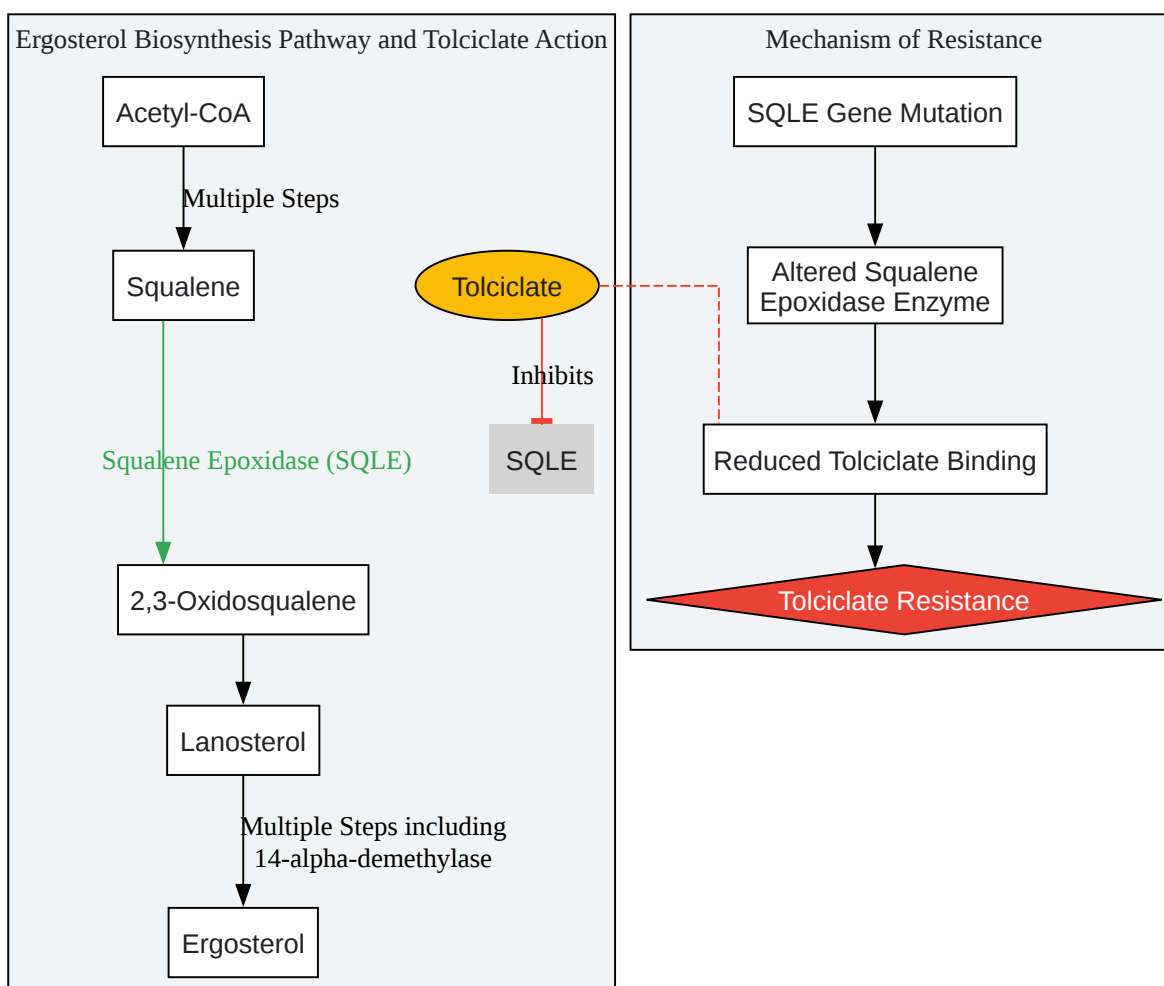 Ergosterol Biosynthesis Pathway and Tolciclate Action
Acetyl-CoA
Multiple Steps
Squalene
Tolciclate
Inhibits
Squalene Epoxidase (SQLE)
SQLE
2,3-Oxidosqualene
Lanosterol
Multiple Steps including
14-alpha-demethylase
Ergosterol
Mechanism of Resistance
SQLE Gene Mutation
Altered Squalene
Epoxidase Enzyme
Reduced Tolciclate Binding
Tolciclate Resistance